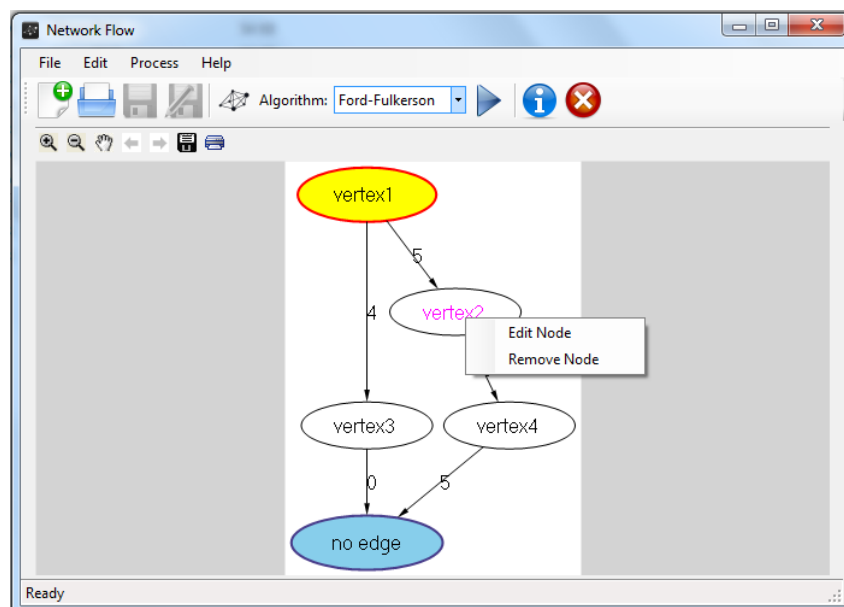 Network Flow
File Edit Process Help
Algorithm: Ford-Fulkerson
vertex1
5
4
vertex2
Edit Node
Remove Node
vertex3
vertex4
0
5
no edge
Ready